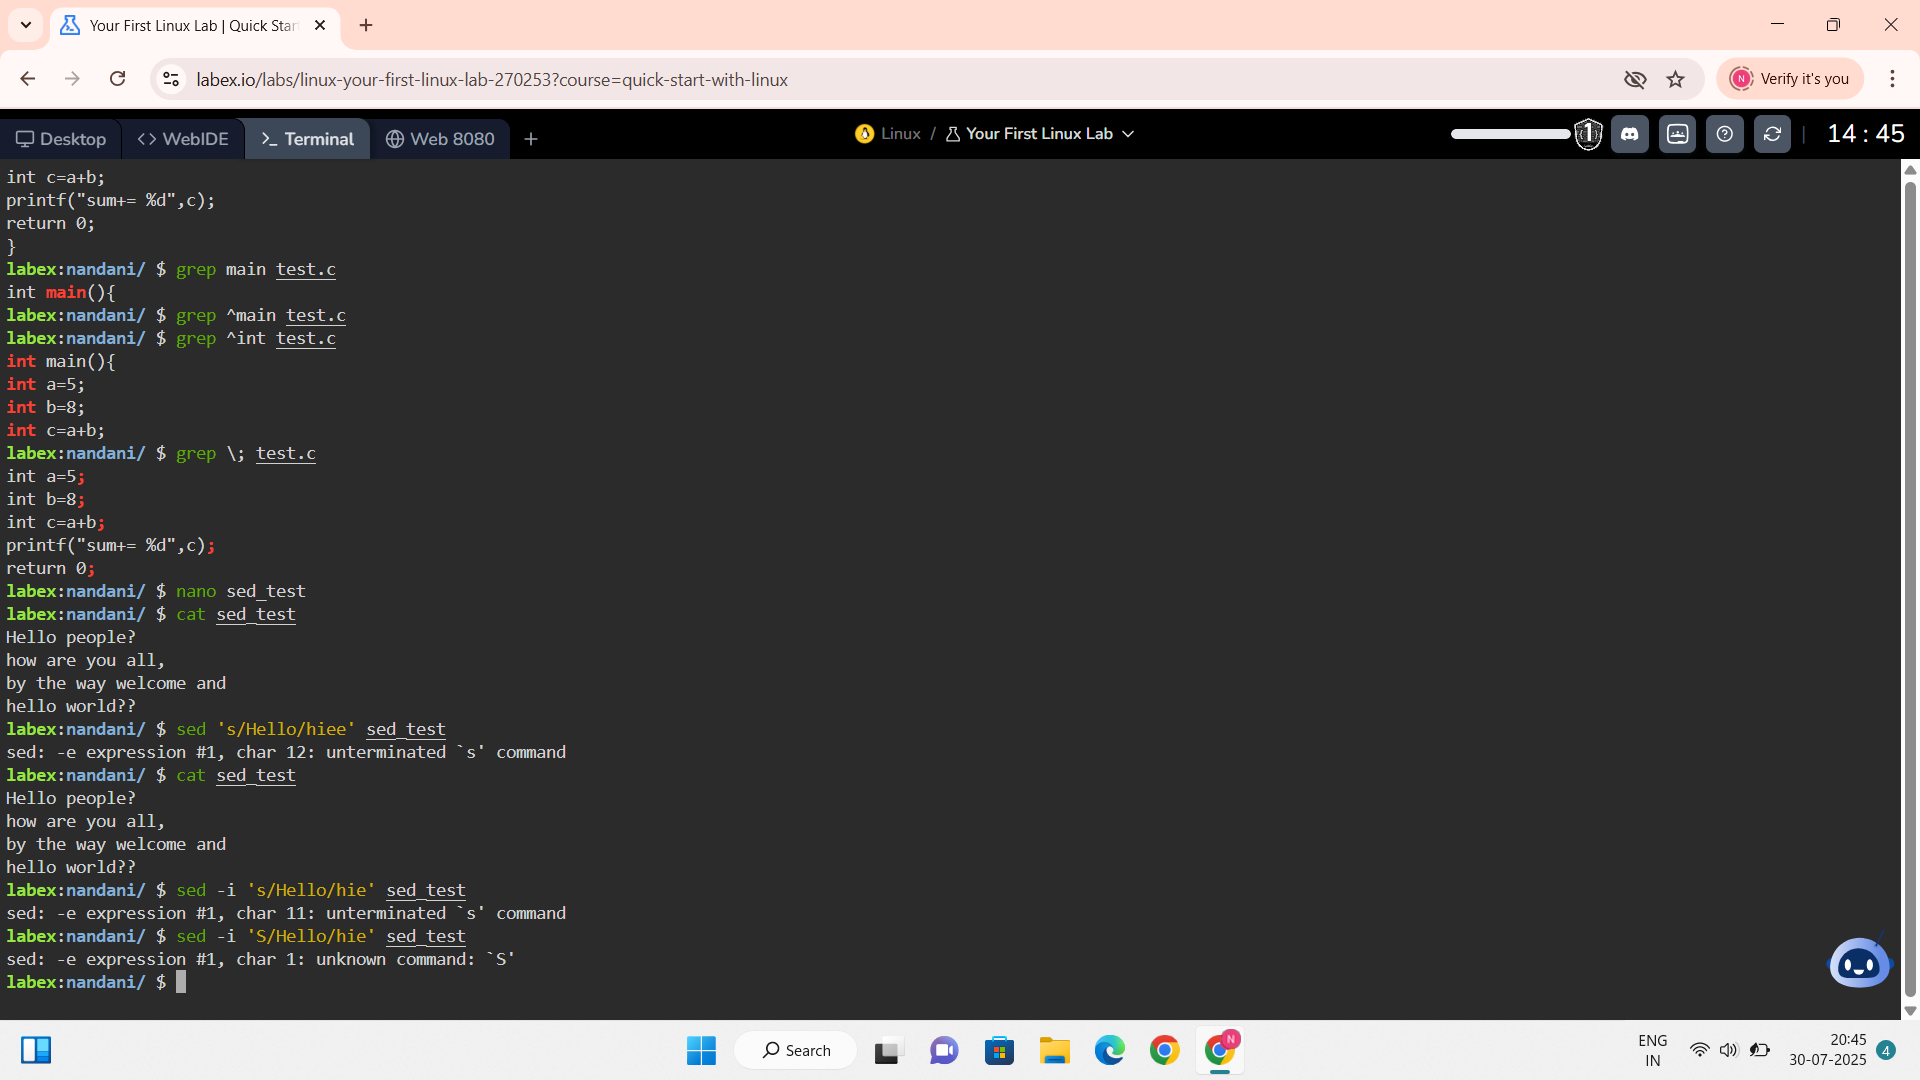 Your First Linux Lab | Quick Star
labex.io/labs/linux-your-first-linux-lab-270253?course=quick-start-with-linux
N
Verify it's you
Desktop
<> WebIDE
>_ Terminal
Web 8080
+
Linux / Your First Linux Lab
1
14 : 45
int c=a+b;
printf("sum+= %d",c);
return 0;
}
labex:nandani/ $ grep main test.c
int main(){
labex:nandani/ $ grep ^main test.c
labex:nandani/ $ grep ^int test.c
int main(){
int a=5;
int b=8;
int c=a+b;
labex:nandani/ $ grep \; test.c
int a=5;
int b=8;
int c=a+b;
printf("sum+= %d",c);
return 0;
labex:nandani/ $ nano sed_test
labex:nandani/ $ cat sed_test
Hello people?
how are you all,
by the way welcome and
hello world??
labex:nandani/ $ sed 's/Hello/hiee' sed_test
sed: -e expression #1, char 12: unterminated `s' command
labex:nandani/ $ cat sed_test
Hello people?
how are you all,
by the way welcome and
hello world??
labex:nandani/ $ sed -i 's/Hello/hie' sed_test
sed: -e expression #1, char 11: unterminated `s' command
labex:nandani/ $ sed -i 'S/Hello/hie' sed_test
sed: -e expression #1, char 1: unknown command: `S'
labex:nandani/ $
Search
N
ENG
IN
20:45
30-07-2025
4